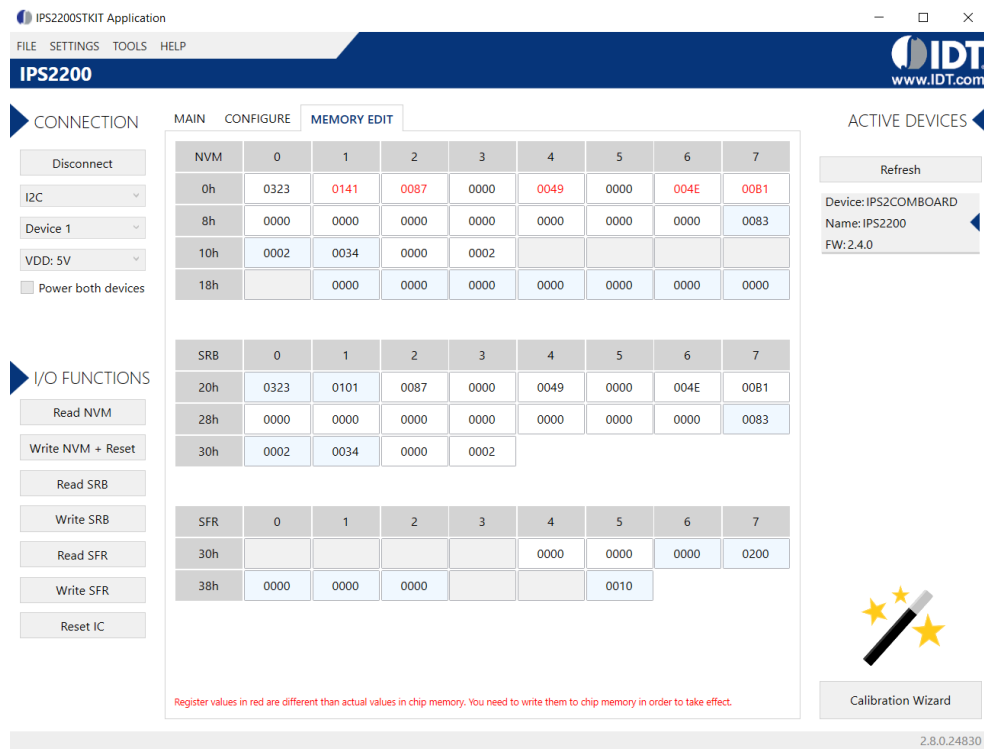 IPS2200STKIT Application
FILE SETTINGS TOOLS HELP
IDT.
www.IDT.com
IPS2200
CONNECTION
Disconnect
I2C
Device 1
VDD: 5V
Power both devices
I/O FUNCTIONS
Read NVM
Write NVM + Reset
Read SRB
Write SRB
Read SFR
Write SFR
Reset IC
MAIN CONFIGURE MEMORY EDIT
NVM 0 1 2 3 4 5 6 7
0h 0323 0141 0087 0000 0049 0000 004E 00B1
8h 0000 0000 0000 0000 0000 0000 0000 0083
10h 0002 0034 0000 0002
18h 0000 0000 0000 0000 0000 0000 0000
SRB 0 1 2 3 4 5 6 7
20h 0323 0101 0087 0000 0049 0000 004E 00B1
28h 0000 0000 0000 0000 0000 0000 0000 0083
30h 0002 0034 0000 0002
SFR 0 1 2 3 4 5 6 7
30h 0000 0000 0000 0200
38h 0000 0000 0000 0010
Register values in red are different than actual values in chip memory. You need to write them to chip memory in order to take effect.
ACTIVE DEVICES
Refresh
Device: IPS2COMBOARD
Name: IPS2200
FW: 2.4.0
Calibration Wizard
2.8.0.24830